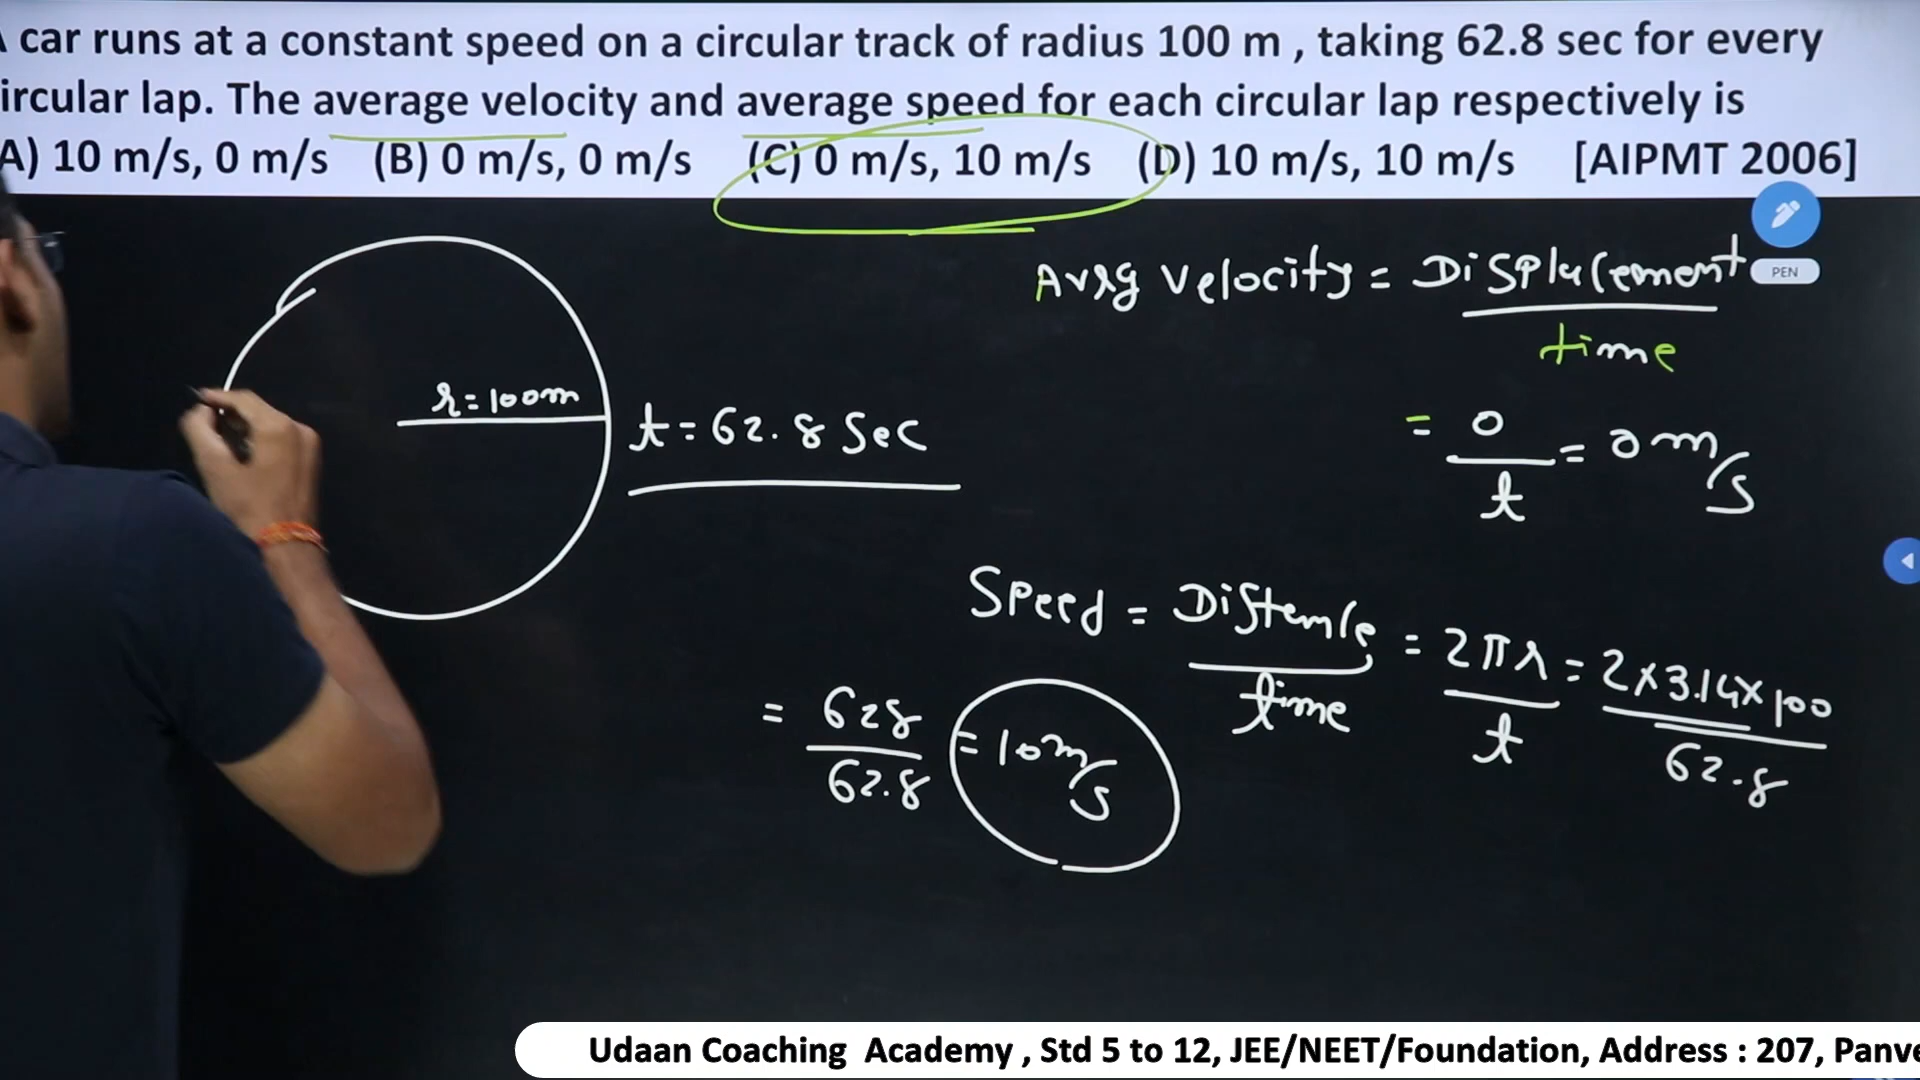 car runs at a constant speed on a circular track of radius 100 m , taking 62.8 sec for every
ircular lap. The average velocity and average speed for each circular lap respectively is
A) 10 m/s, 0 m/s (B) 0 m/s, 0 m/s (C) 0 m/s, 10 m/s (D) 10 m/s, 10 m/s [AIPMT 2006]
PEN
Avrg velocity = Displacement
time
= 0 = 0 m/s
t
r=100m
t = 62.8 Sec
Speed = Distance = 2πr = 2×3.14×100
time t 62.8
= 628 = 10 m/s
62.8
Udaan Coaching Academy , Std 5 to 12, JEE/NEET/Foundation, Address : 207, Panve